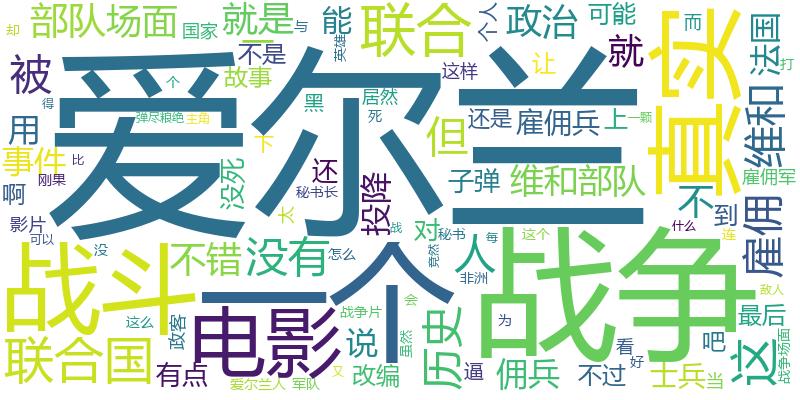 部队场面
国家
就是
却
与
英雄
能
联合
个人
政治
可能
而
法国
打
被
一
不是
故事
爱尔兰
黑
居然
这样
但
让
就
还是
雇佣兵
上
一颗
真实
维和
用
事件
啊
个
得
弹尽粮绝
主角
下
死
没死
还
太
秘书长
投降
子弹
维和部队
不
到
雇佣军
雇佣
影片
刚果
比
可以
没
战斗
不错
没有
一个
怎么
对
战
秘书
竟然
每
人
非洲
这个
战争
什么
连
敌人
这么
政客
电影
战争片
会
虽然
说
历史
为
这
最后
战争场面
联合国
有点
爱尔兰人
军队
又
改编
逼
佣兵
不过
看
好
吧
士兵
当